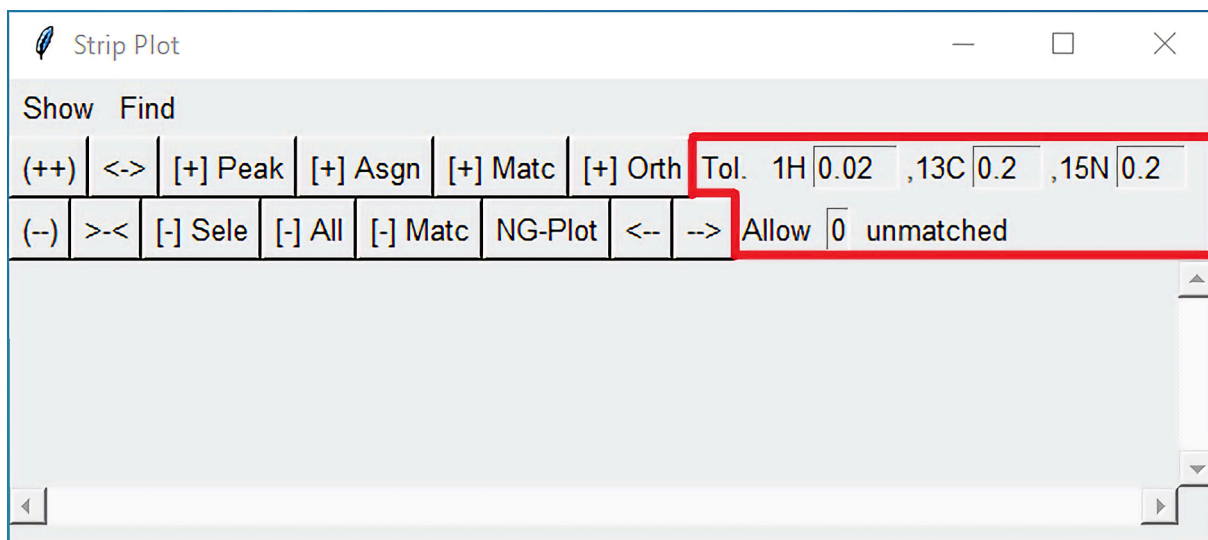 Strip Plot
Show Find
(++) <-> [+] Peak [+] Asgn [+] Matc [+] Orth Tol. 1H 0.02 ,13C 0.2 ,15N 0.2
(--) >-< [-] Sele [-] All [-] Matc NG-Plot <-- --> Allow 0 unmatched